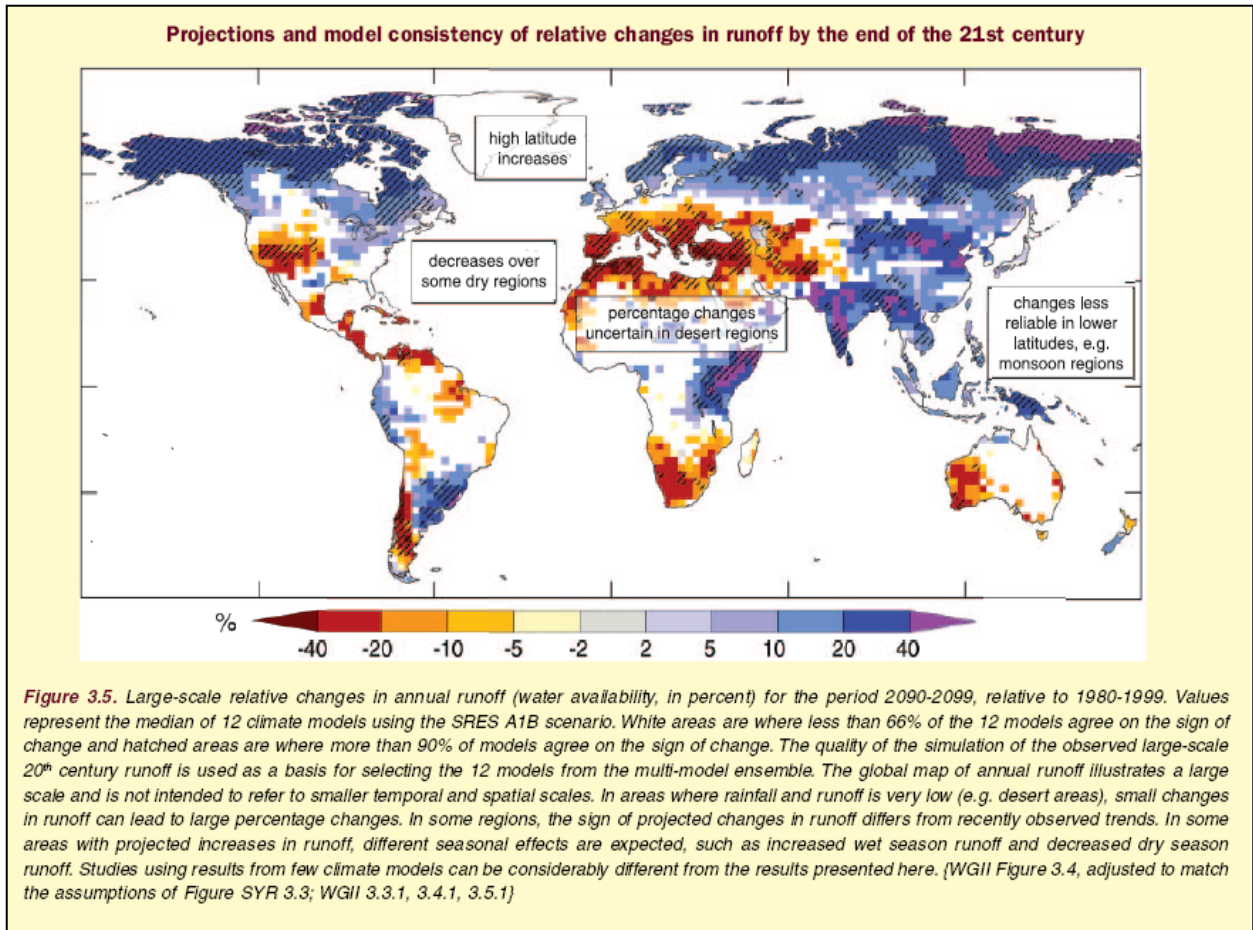 Projections and model consistency of relative changes in runoff by the end of the 21st century
high latitude
increases
decreases over
some dry regions
percentage changes
uncertain in desert regions
changes less
reliable in lower
latitudes, e.g.
monsoon regions
% -40 -20 -10 -5 -2 2 5 10 20 40
Figure 3.5. Large-scale relative changes in annual runoff (water availability, in percent) for the period 2090-2099, relative to 1980-1999. Values
represent the median of 12 climate models using the SRES A1B scenario. White areas are where less than 66% of the 12 models agree on the sign of
change and hatched areas are where more than 90% of models agree on the sign of change. The quality of the simulation of the observed large-scale
20th century runoff is used as a basis for selecting the 12 models from the multi-model ensemble. The global map of annual runoff illustrates a large
scale and is not intended to refer to smaller temporal and spatial scales. In areas where rainfall and runoff is very low (e.g. desert areas), small changes
in runoff can lead to large percentage changes. In some regions, the sign of projected changes in runoff differs from recently observed trends. In some
areas with projected increases in runoff, different seasonal effects are expected, such as increased wet season runoff and decreased dry season
runoff. Studies using results from few climate models can be considerably different from the results presented here. {WGII Figure 3.4, adjusted to match
the assumptions of Figure SYR 3.3; WGII 3.3.1, 3.4.1, 3.5.1}